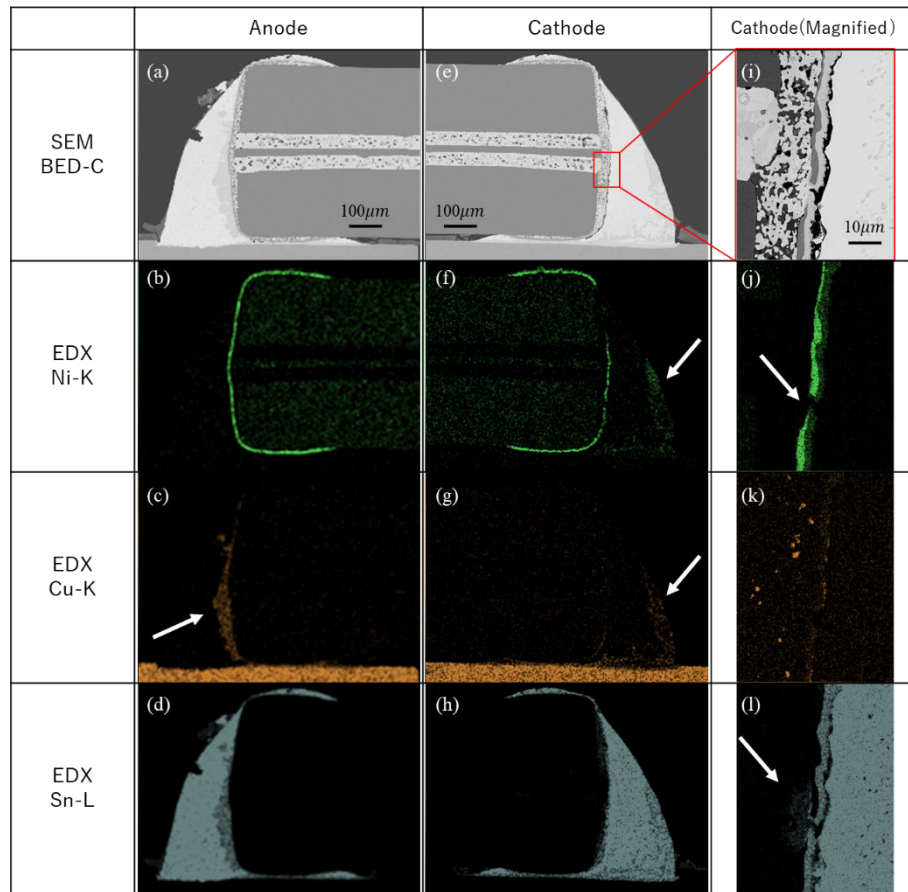 Anode
Cathode
Cathode(Magnified)
SEM
BED-C
(a)
100μm
(e)
100μm
(i)
10μm
EDX
Ni-K
(b)
(f)
(j)
EDX
Cu-K
(c)
(g)
(k)
EDX
Sn-L
(d)
(h)
(l)